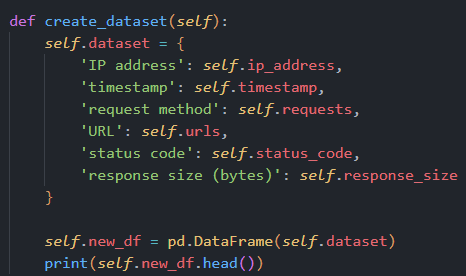 def create_dataset(self):
    self.dataset = {
        'IP address': self.ip_address,
        'timestamp': self.timestamp,
        'request method': self.requests,
        'URL': self.urls,
        'status code': self.status_code,
        'response size (bytes)': self.response_size
    }

    self.new_df = pd.DataFrame(self.dataset)
    print(self.new_df.head())